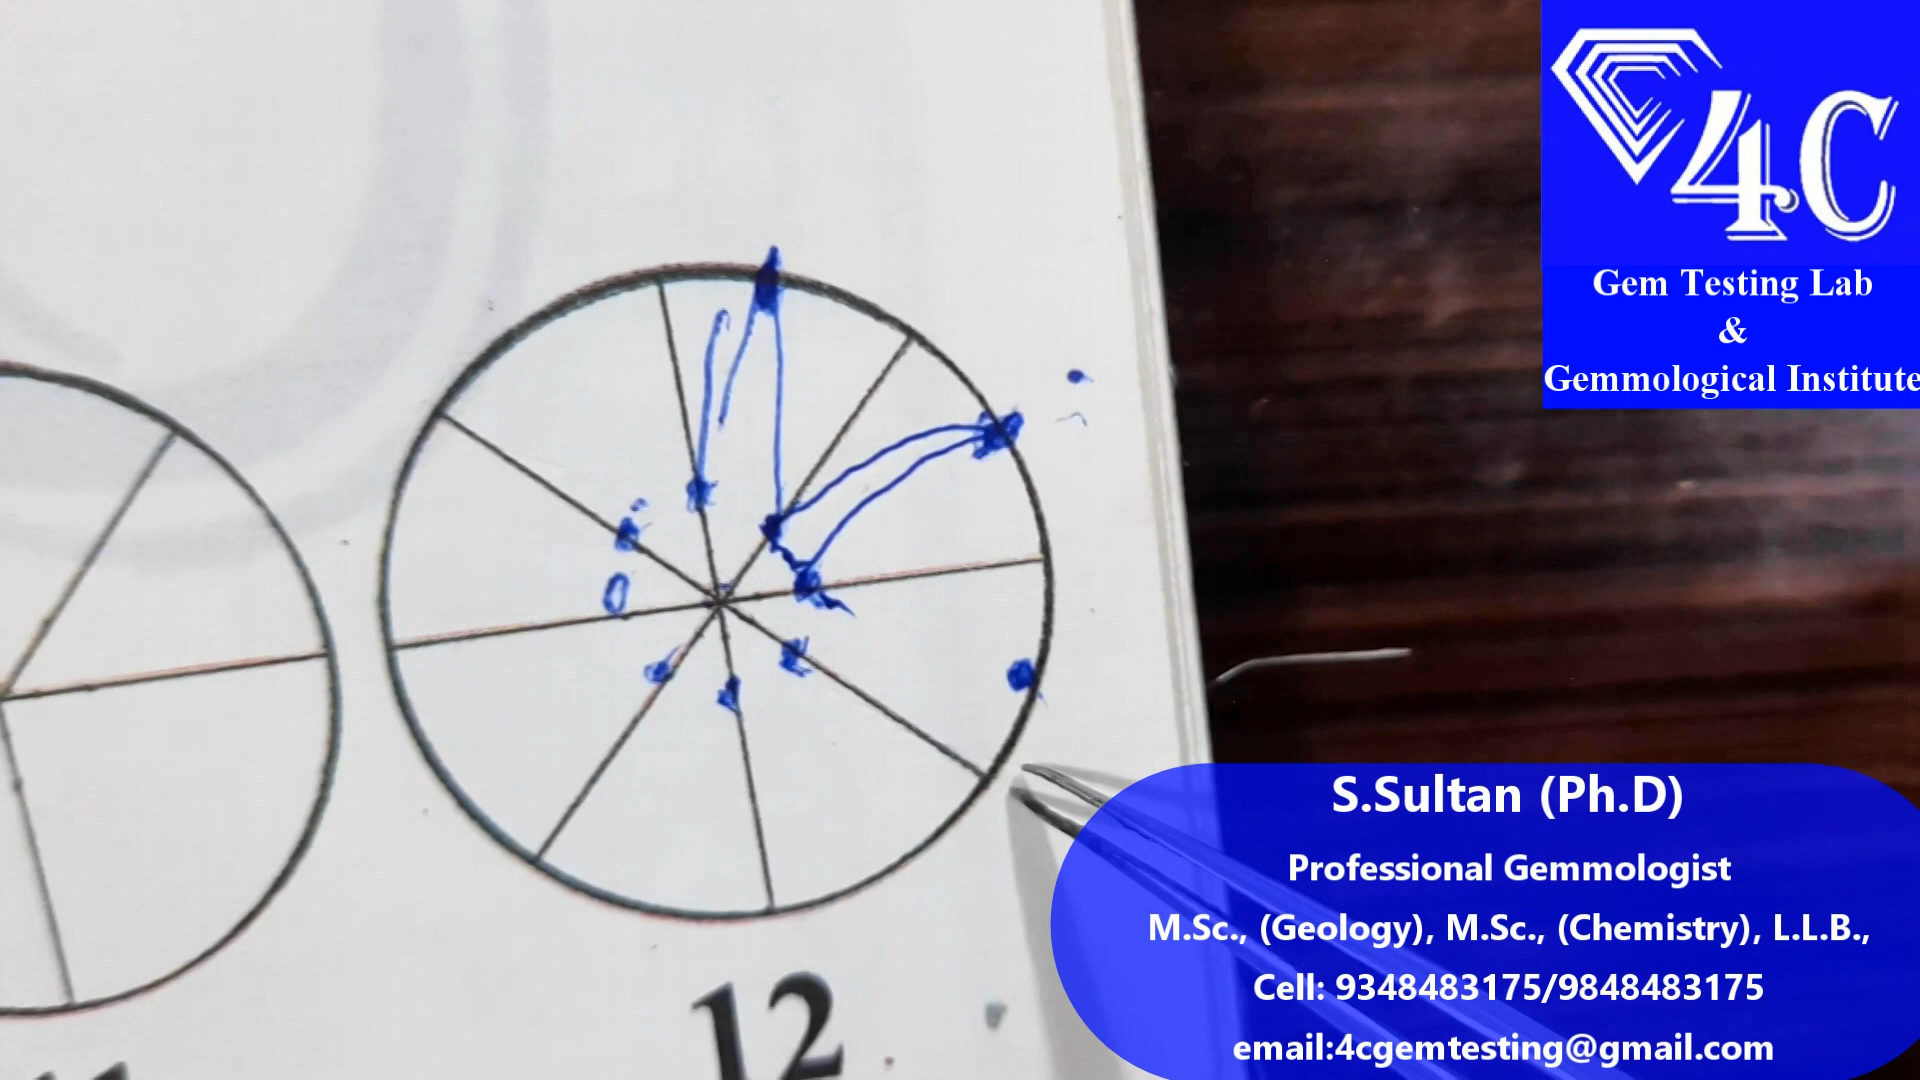 4C
Gem Testing Lab
&
Gemmological Institute
12
S.Sultan (Ph.D)
Professional Gemmologist
M.Sc., (Geology), M.Sc., (Chemistry), L.L.B.,
Cell: 9348483175/9848483175
email:4cgemtesting@gmail.com